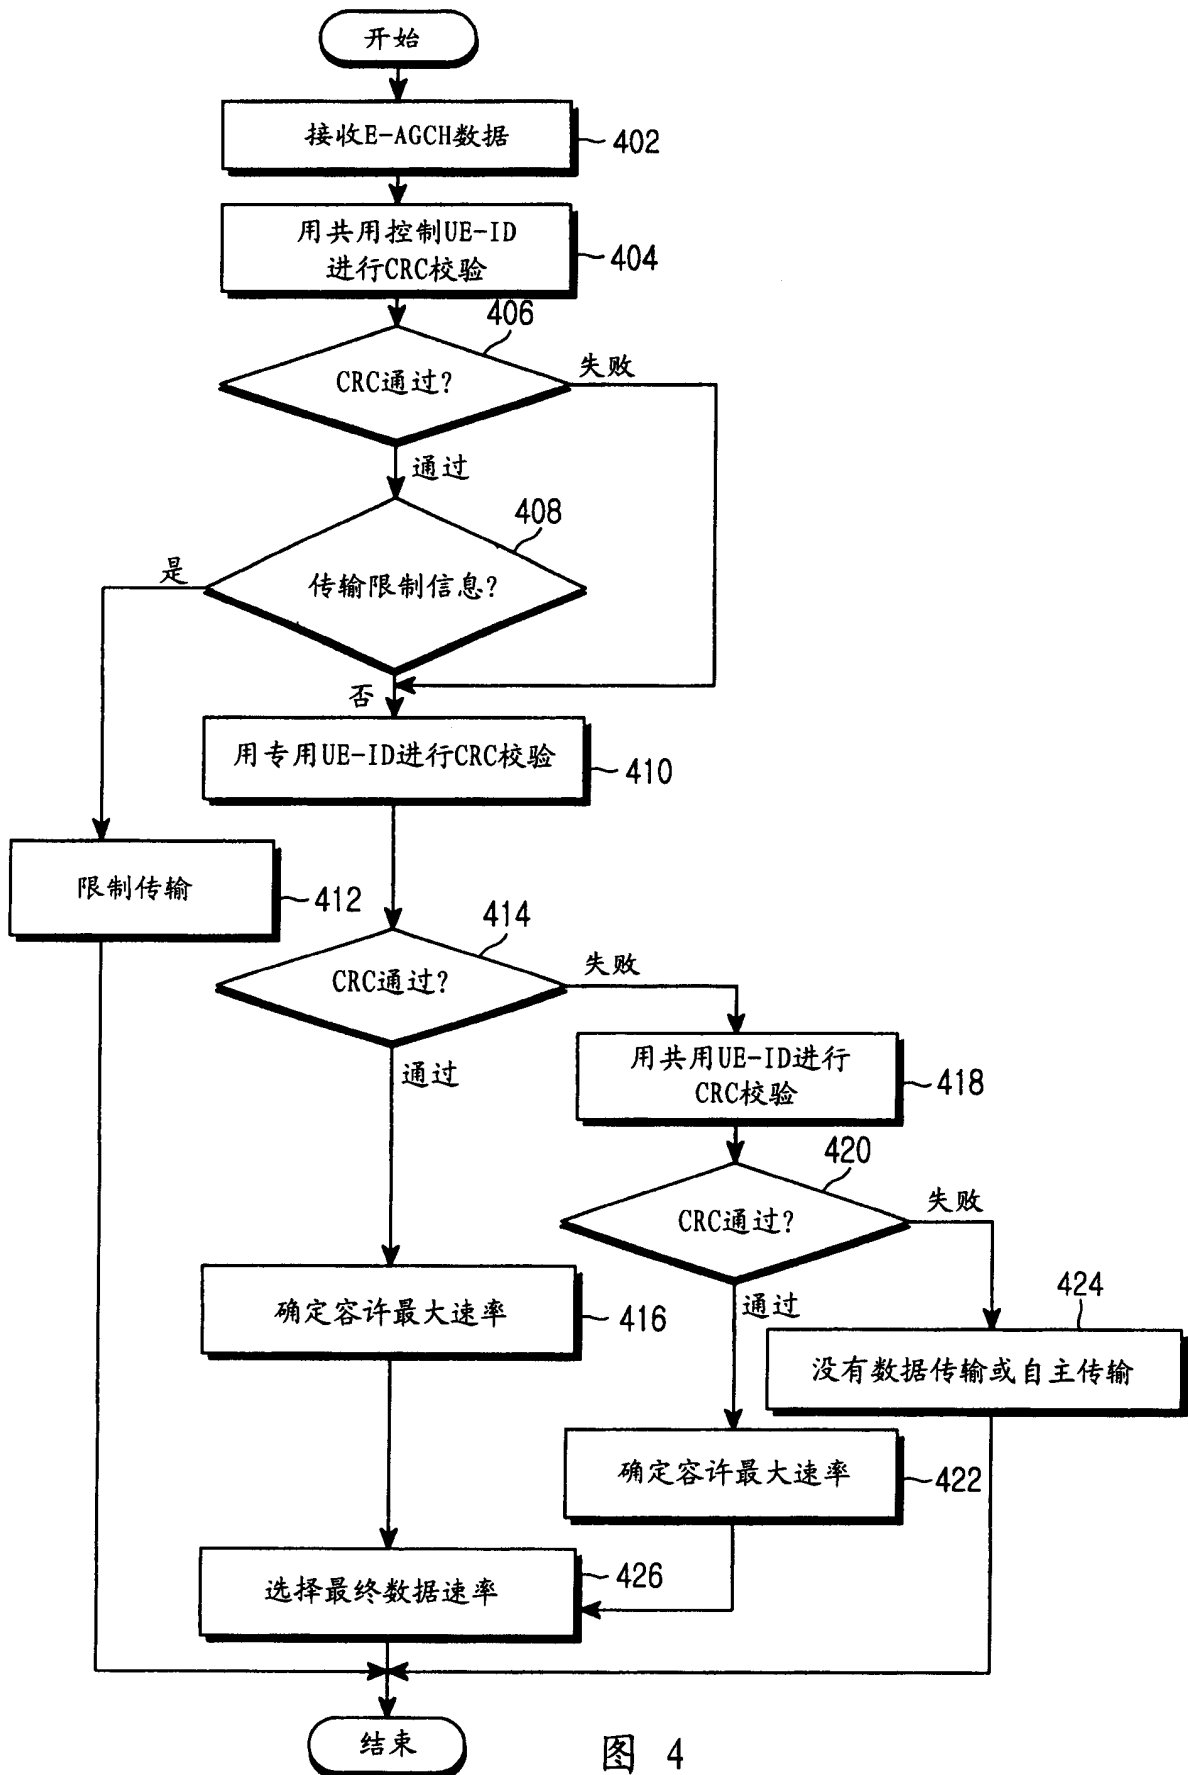 开始
接收E-AGCH数据
402
用共用控制UE-ID
进行CRC校验
404
406
CRC通过?
失败
通过
408
传输限制信息?
是
否
用专用UE-ID进行CRC校验
410
限制传输
412
414
CRC通过?
失败
通过
用共用UE-ID进行
CRC校验
418
420
CRC通过?
失败
通过
确定容许最大速率
416
424
没有数据传输或自主传输
确定容许最大速率
422
选择最终数据速率
426
结束
图 4